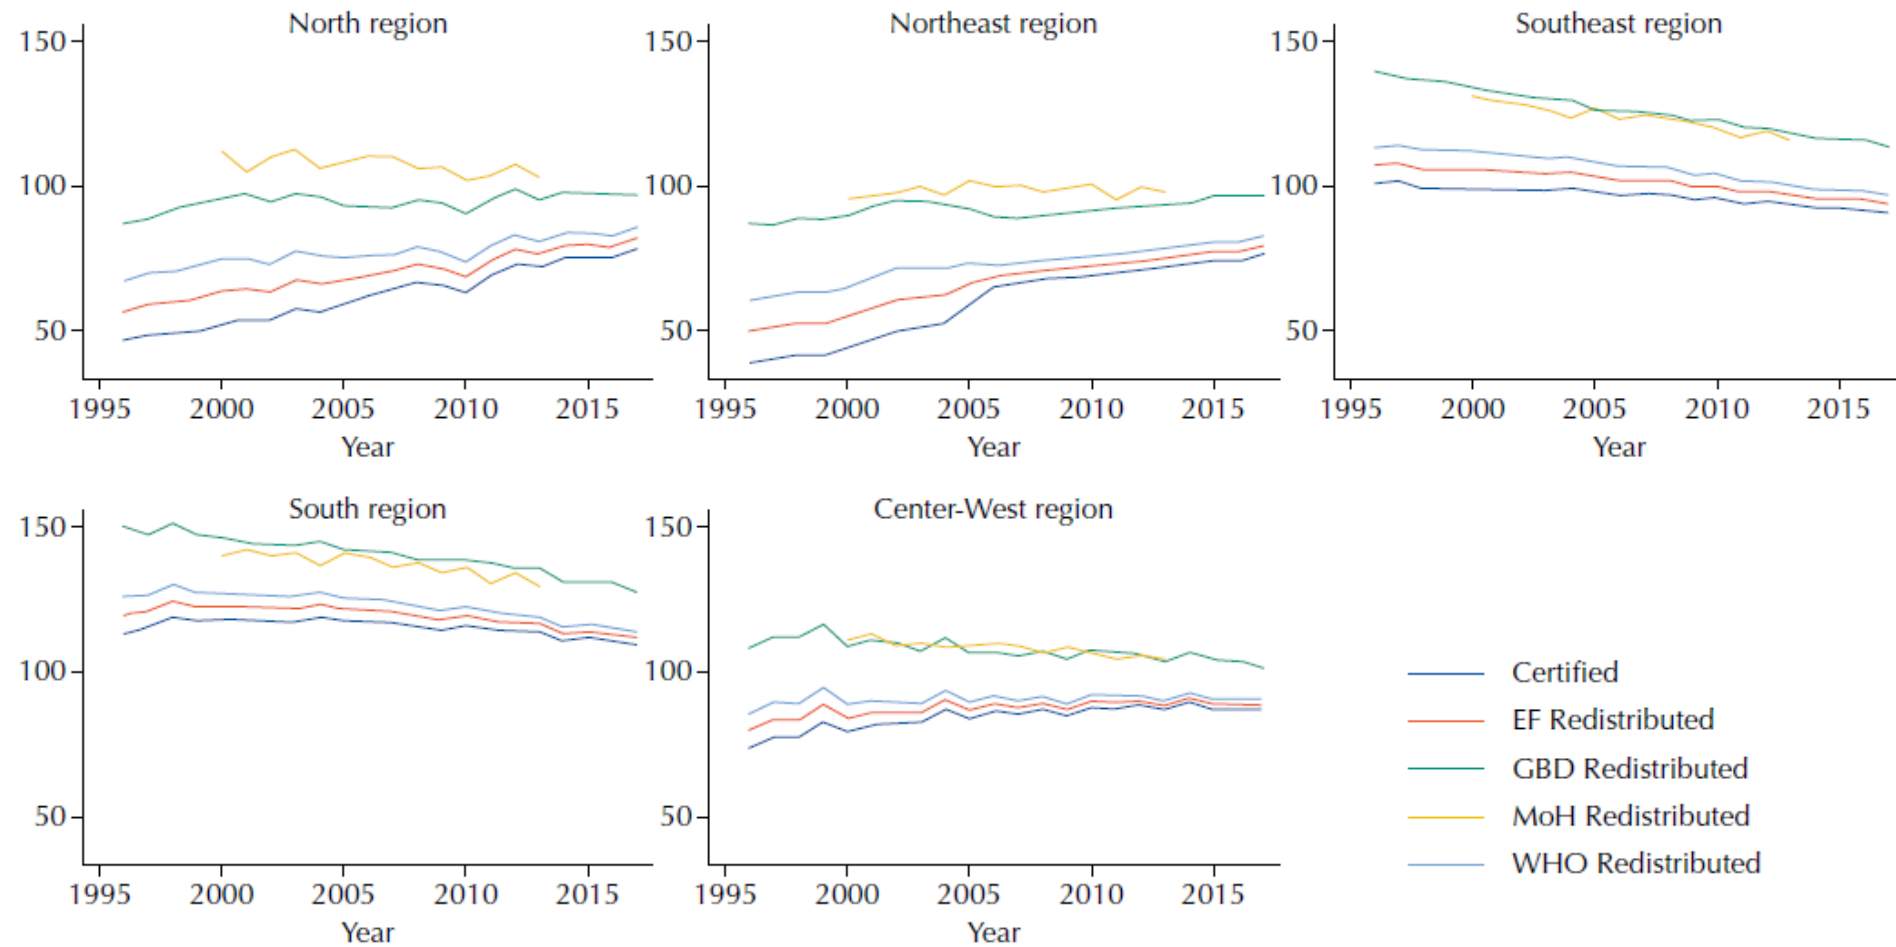 North region
150
100
50
1995 2000 2005 2010 2015
Year
Northeast region
150
100
50
1995 2000 2005 2010 2015
Year
Southeast region
150
100
50
1995 2000 2005 2010 2015
Year
South region
150
100
50
1995 2000 2005 2010 2015
Year
Center-West region
150
100
50
1995 2000 2005 2010 2015
Year
Certified
EF Redistributed
GBD Redistributed
MoH Redistributed
WHO Redistributed